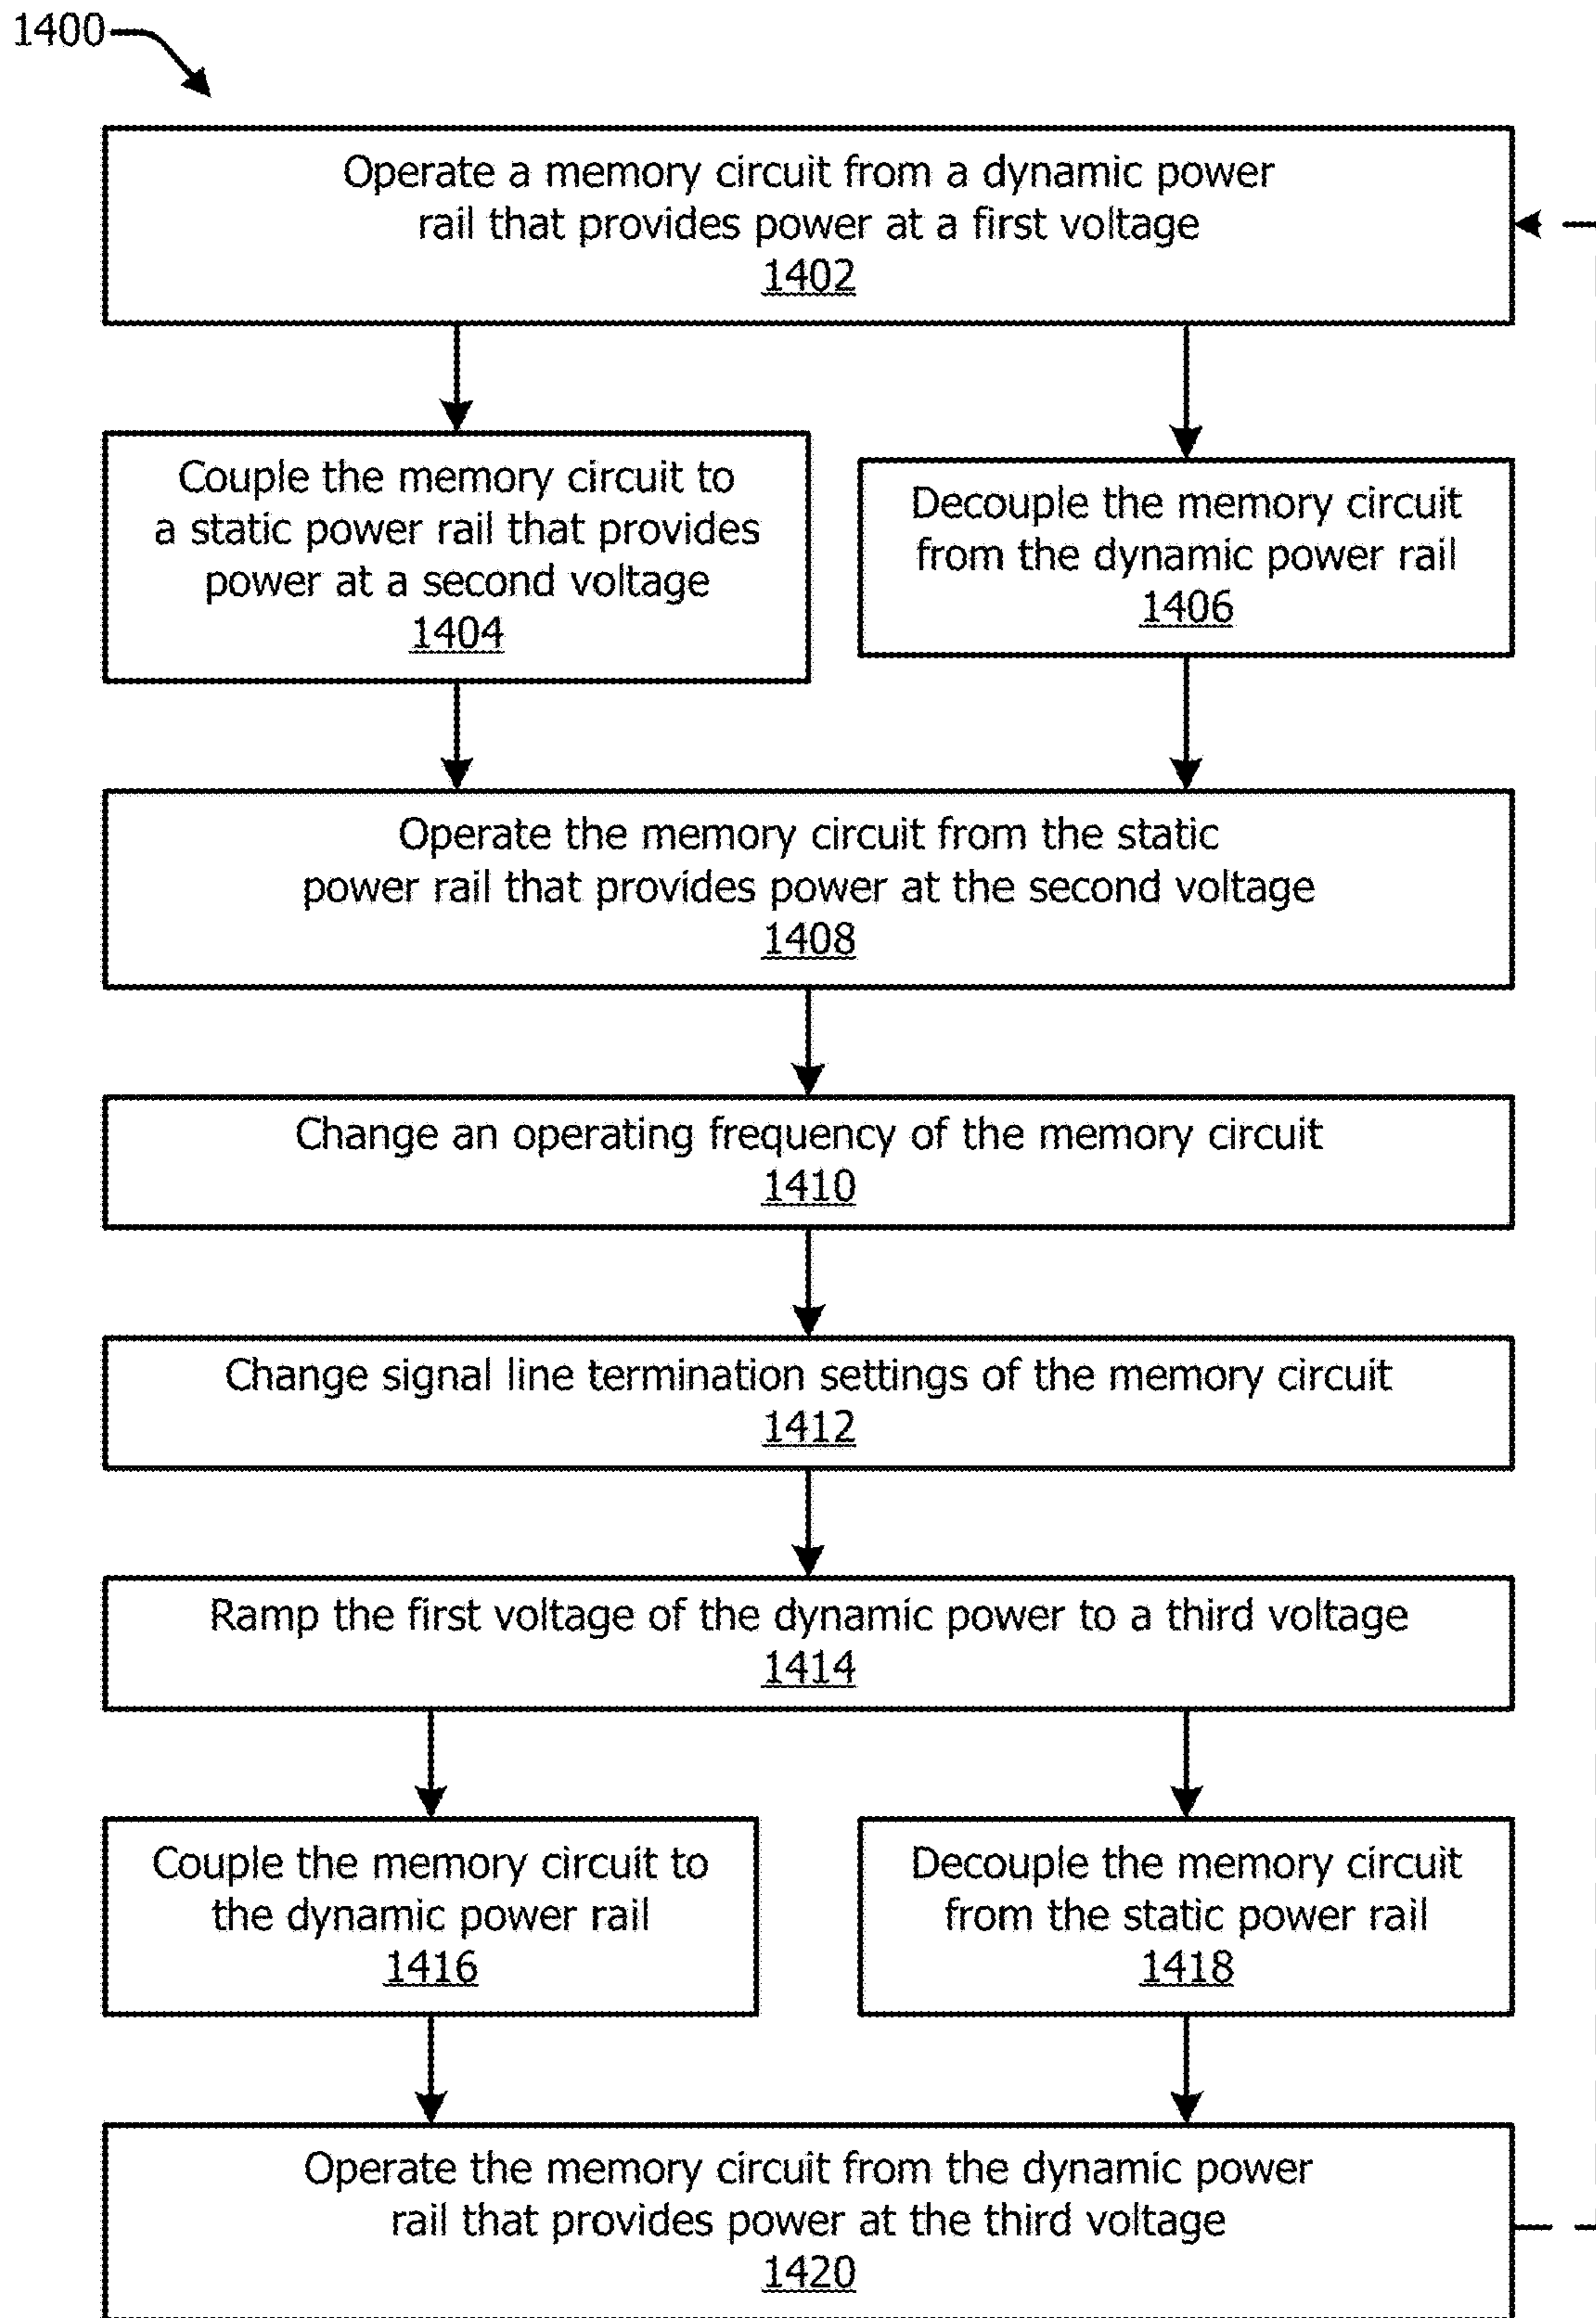 1400
Operate a memory circuit from a dynamic power
rail that provides power at a first voltage
1402
Couple the memory circuit to
a static power rail that provides
power at a second voltage
1404
Decouple the memory circuit
from the dynamic power rail
1406
Operate the memory circuit from the static
power rail that provides power at the second voltage
1408
Change an operating frequency of the memory circuit
1410
Change signal line termination settings of the memory circuit
1412
Ramp the first voltage of the dynamic power to a third voltage
1414
Couple the memory circuit to
the dynamic power rail
1416
Decouple the memory circuit
from the static power rail
1418
Operate the memory circuit from the dynamic power
rail that provides power at the third voltage
1420